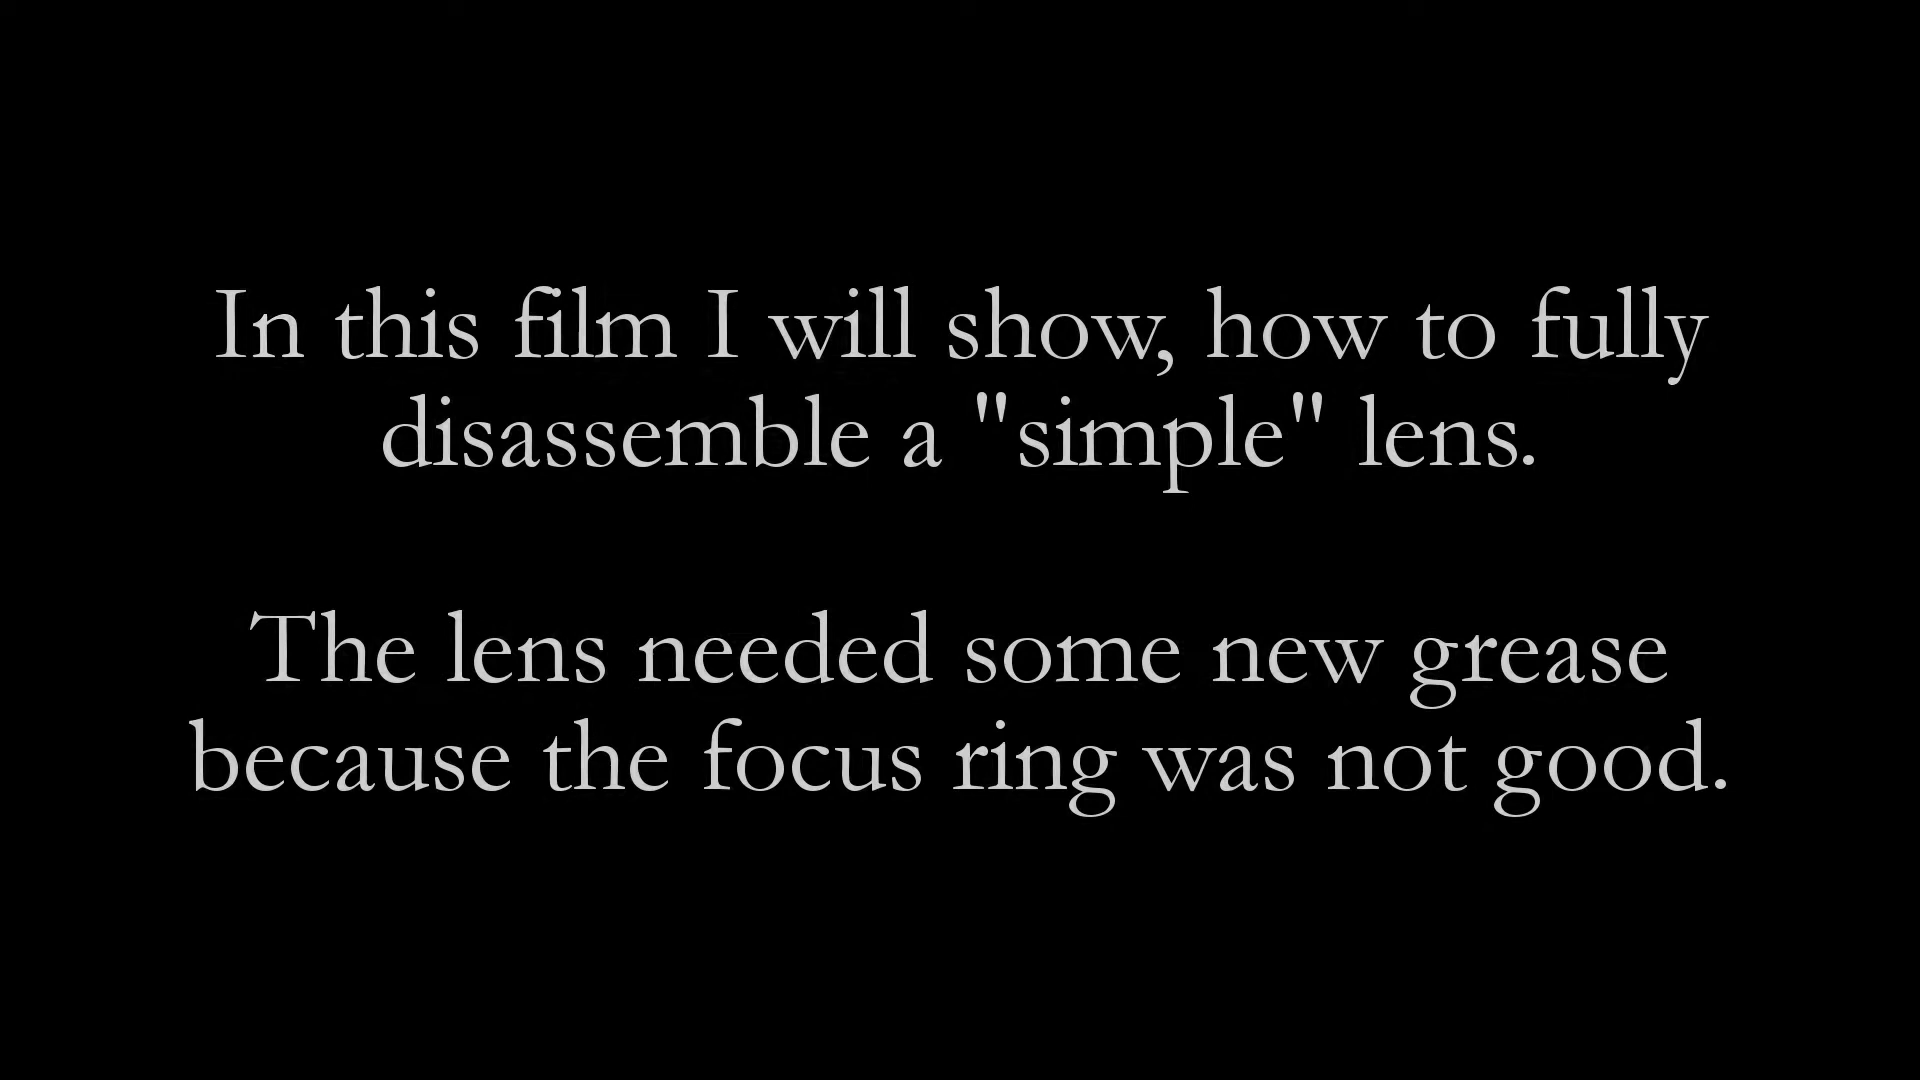 In this film I will show, how to fully
disassemble a "simple" lens.
The lens needed some new grease
because the focus ring was not good.